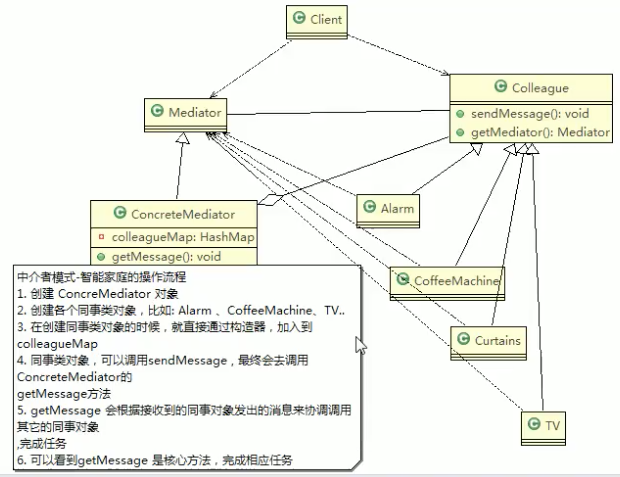 Client
Colleague
sendMessage(): void
getMediator(): Mediator
Mediator
Alarm
ConcreteMediator
colleagueMap: HashMap
getMessage(): void
CoffeeMachine
Curtains
TV
中介者模式-智能家庭的操作流程
1. 创建 ConcreMediator 对象
2. 创建各个同事类对象，比如: Alarm 、CoffeeMachine、TV..
3. 在创建同事类对象的时候，就直接通过构造器，加入到
colleagueMap
4. 同事类对象，可以调用sendMessage，最终会去调用
ConcreteMediator的
getMessage方法
5. getMessage 会根据接收到的同事对象发出的消息来协调调用
其它的同事对象
,完成任务
6. 可以看到getMessage 是核心方法，完成相应任务